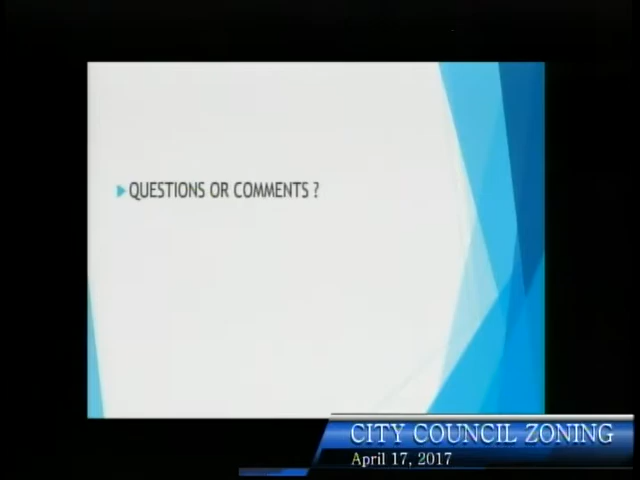 QUESTIONS OR COMMENTS ?
CITY COUNCIL ZONING
April 17, 2017